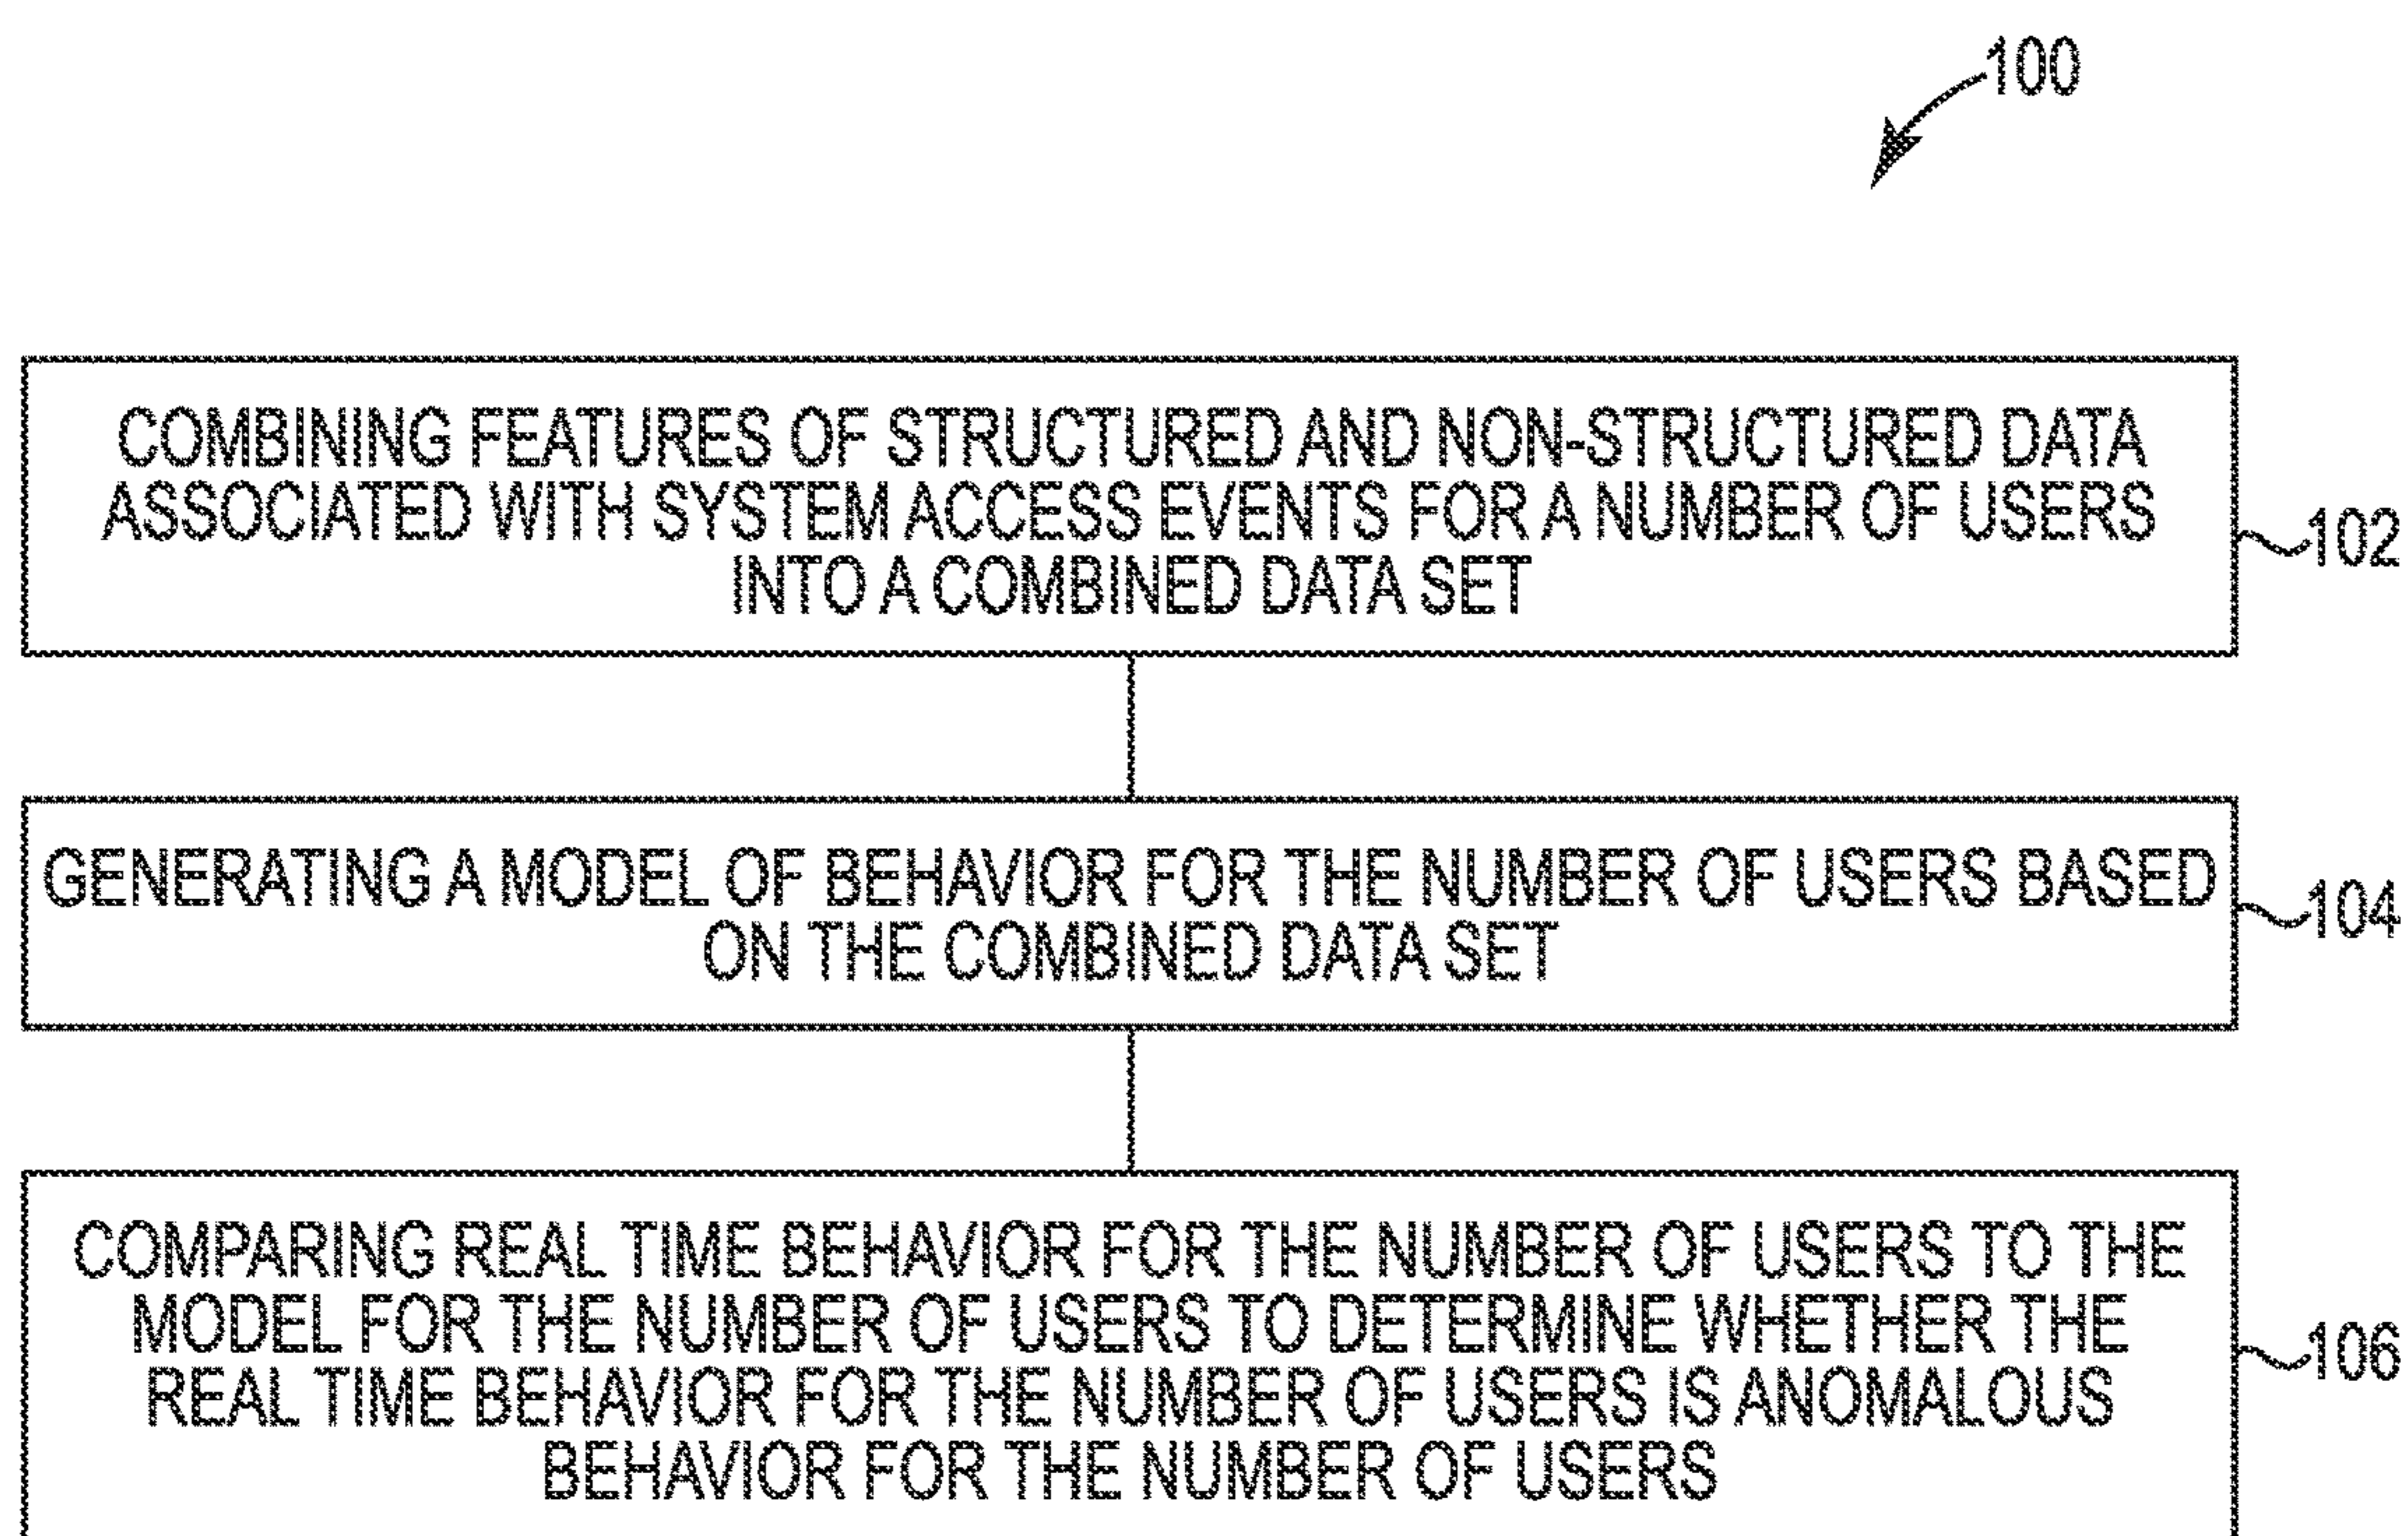 100
COMBINING FEATURES OF STRUCTURED AND NON-STRUCTURED DATA
ASSOCIATED WITH SYSTEM ACCESS EVENTS FOR A NUMBER OF USERS
INTO A COMBINED DATA SET
102
GENERATING A MODEL OF BEHAVIOR FOR THE NUMBER OF USERS BASED
ON THE COMBINED DATA SET
104
COMPARING REAL TIME BEHAVIOR FOR THE NUMBER OF USERS TO THE
MODEL FOR THE NUMBER OF USERS TO DETERMINE WHETHER THE
REAL TIME BEHAVIOR FOR THE NUMBER OF USERS IS ANOMALOUS
BEHAVIOR FOR THE NUMBER OF USERS
106